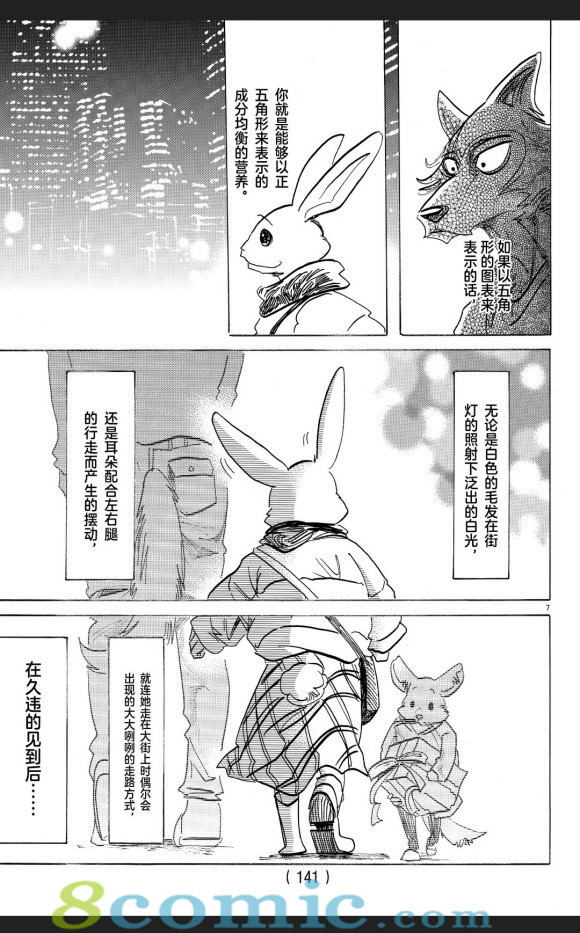 如果以五角
形的图表来
表示的话，
你就是能够以正
五角形来表示的
成分均衡的营养。
无论是白色的毛发在街
灯的照射下泛出的白光，
还是耳朵配合左右腿
的行走而产生的摆动，
7
就连她走在大街上时偶尔会
出现的大大咧咧的走路方式，
在久违的见到后……
(141)
8comic.com